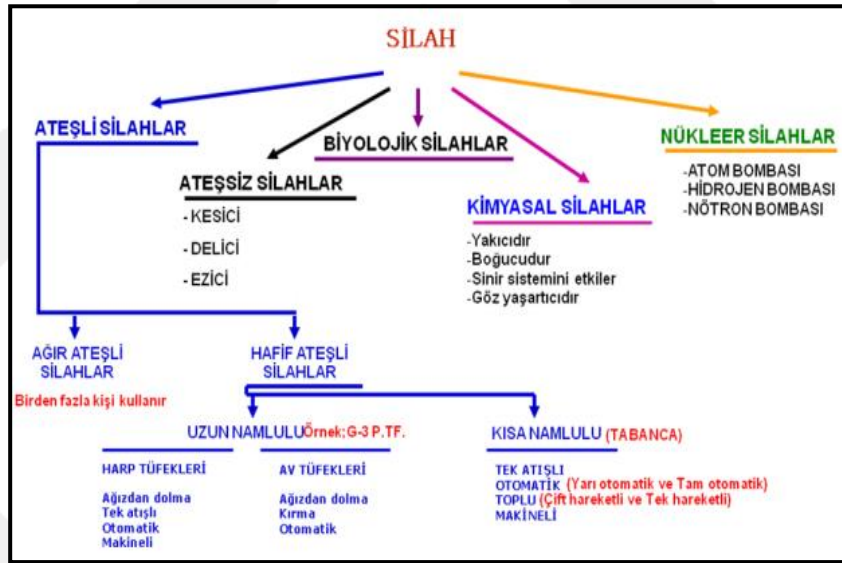 SİLAH
ATEŞLİ SİLAHLAR
ATEŞSİZ SİLAHLAR
- KESİCİ
- DELİCİ
- EZİCİ
BİYOLOJİK SİLAHLAR
KİMYASAL SİLAHLAR
-Yakıcıdır
-Boğucudur
-Sinir sistemini etkiler
-Göz yaşartıcıdır
NÜKLEER SİLAHLAR
-ATOM BOMBASI
-HİDROJEN BOMBASI
-NÖTRON BOMBASI
AĞIR ATEŞLİ
SİLAHLAR
Birden fazla kişi kullanır
HAFİF ATEŞLİ
SİLAHLAR
UZUN NAMLULU Örnek;G-3 P.TF.
HARP TÜFEKLERİ
Ağızdan dolma
Tek atışlı
Otomatik
Makineli
AV TÜFEKLERİ
Ağızdan dolma
Kırma
Otomatik
KISA NAMLULU (TABANCA)
TEK ATIŞLI
OTOMATİK (Yarı otomatik ve Tam otomatik)
TOPLU (Çift hareketli ve Tek hareketli)
MAKİNELİ